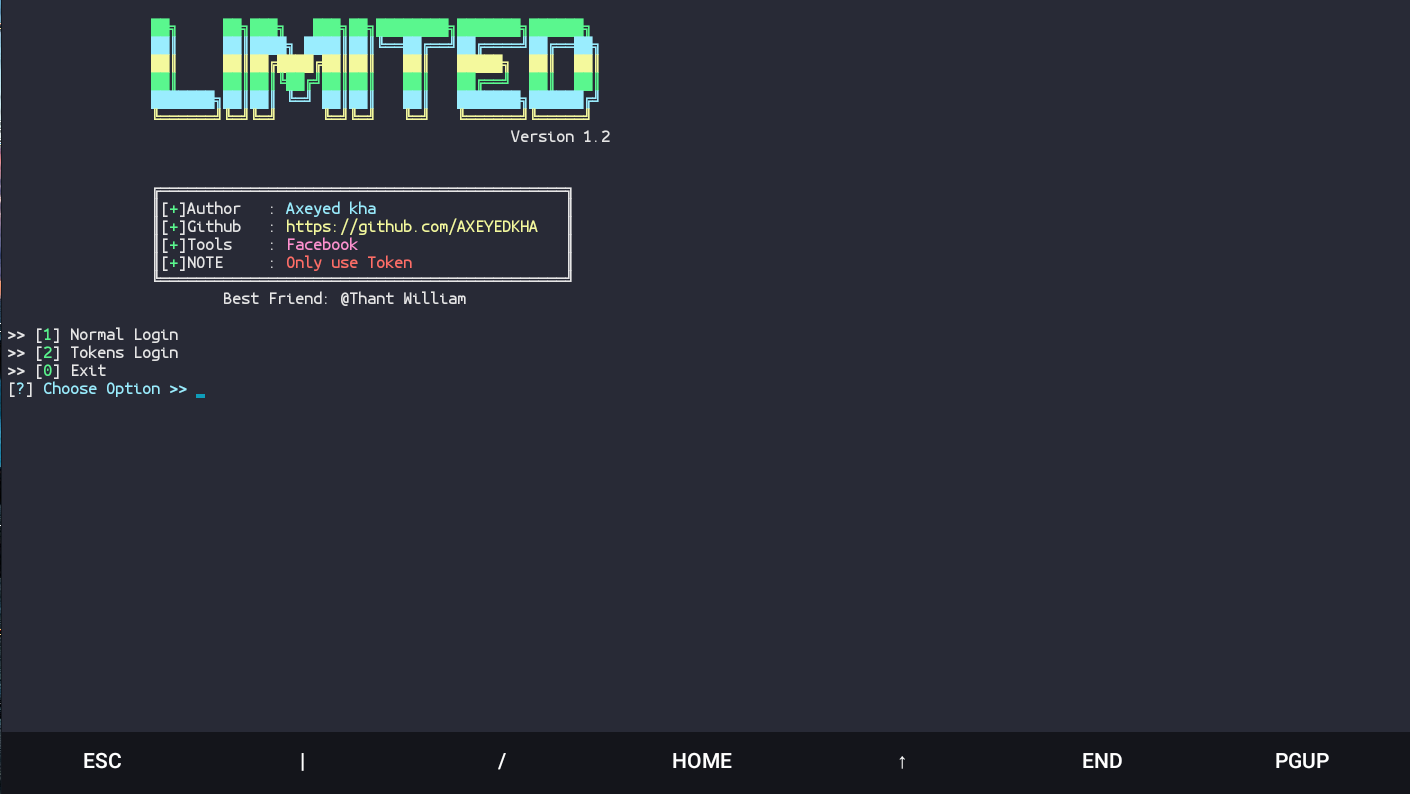 LIMITED
Version 1.2
[+]Author : Axeyed kha
[+]Github : https://github.com/AXEYEDKHA
[+]Tools : Facebook
[+]NOTE : Only use Token
Best Friend: @Thant William
>> [1] Normal Login
>> [2] Tokens Login
>> [0] Exit
[?] Choose Option >> _
ESC | / HOME ↑ END PGUP